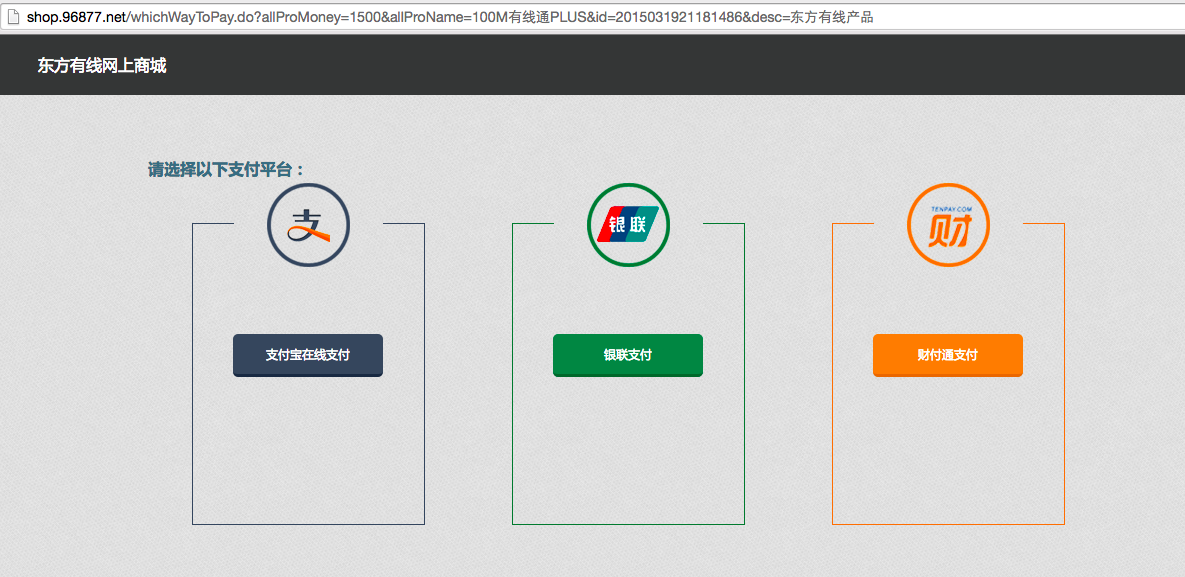 shop.96877.net/whichWayToPay.do?allProMoney=1500&allProName=100M有线通PLUS&id=2015031921181486&desc=东方有线产品
东方有线网上商城
请选择以下支付平台：
支
银联
TENPAY.COM
财
支付宝在线支付
银联支付
财付通支付